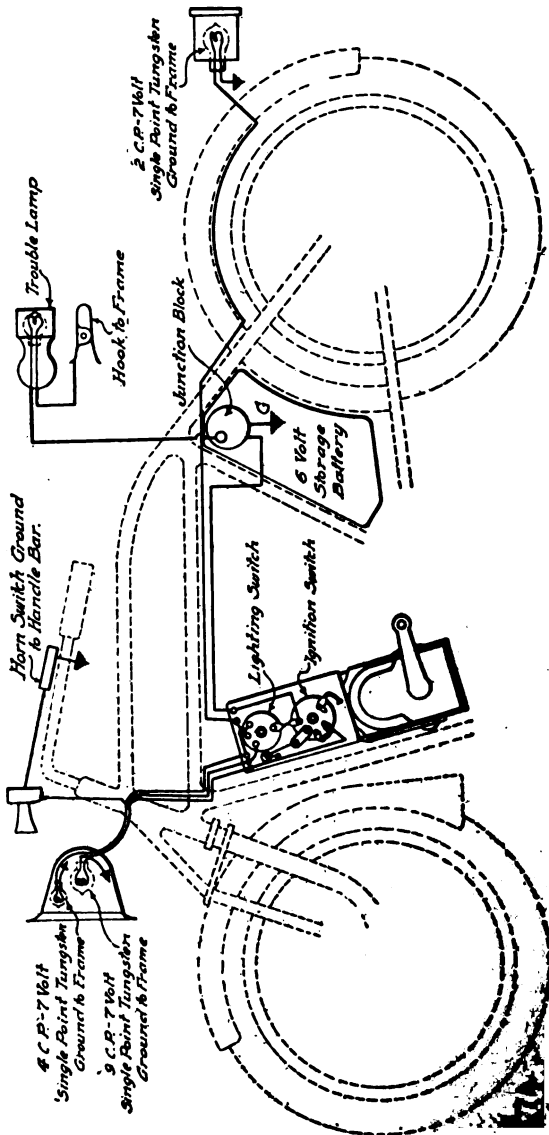 4 C.P.-7 Volt
Single Point Tungsten
Ground to Frame
9 C.P.-7 Volt
Single Point Tungsten
Ground to Frame
Horn Switch Ground
to Handle Bar.
Trouble Lamp
Hook to Frame
Junction Block
2 C.P.-7 Volt
Single Point Tungsten
Ground to Frame
6 Volt
Storage
Battery
Lighting Switch
Ignition Switch